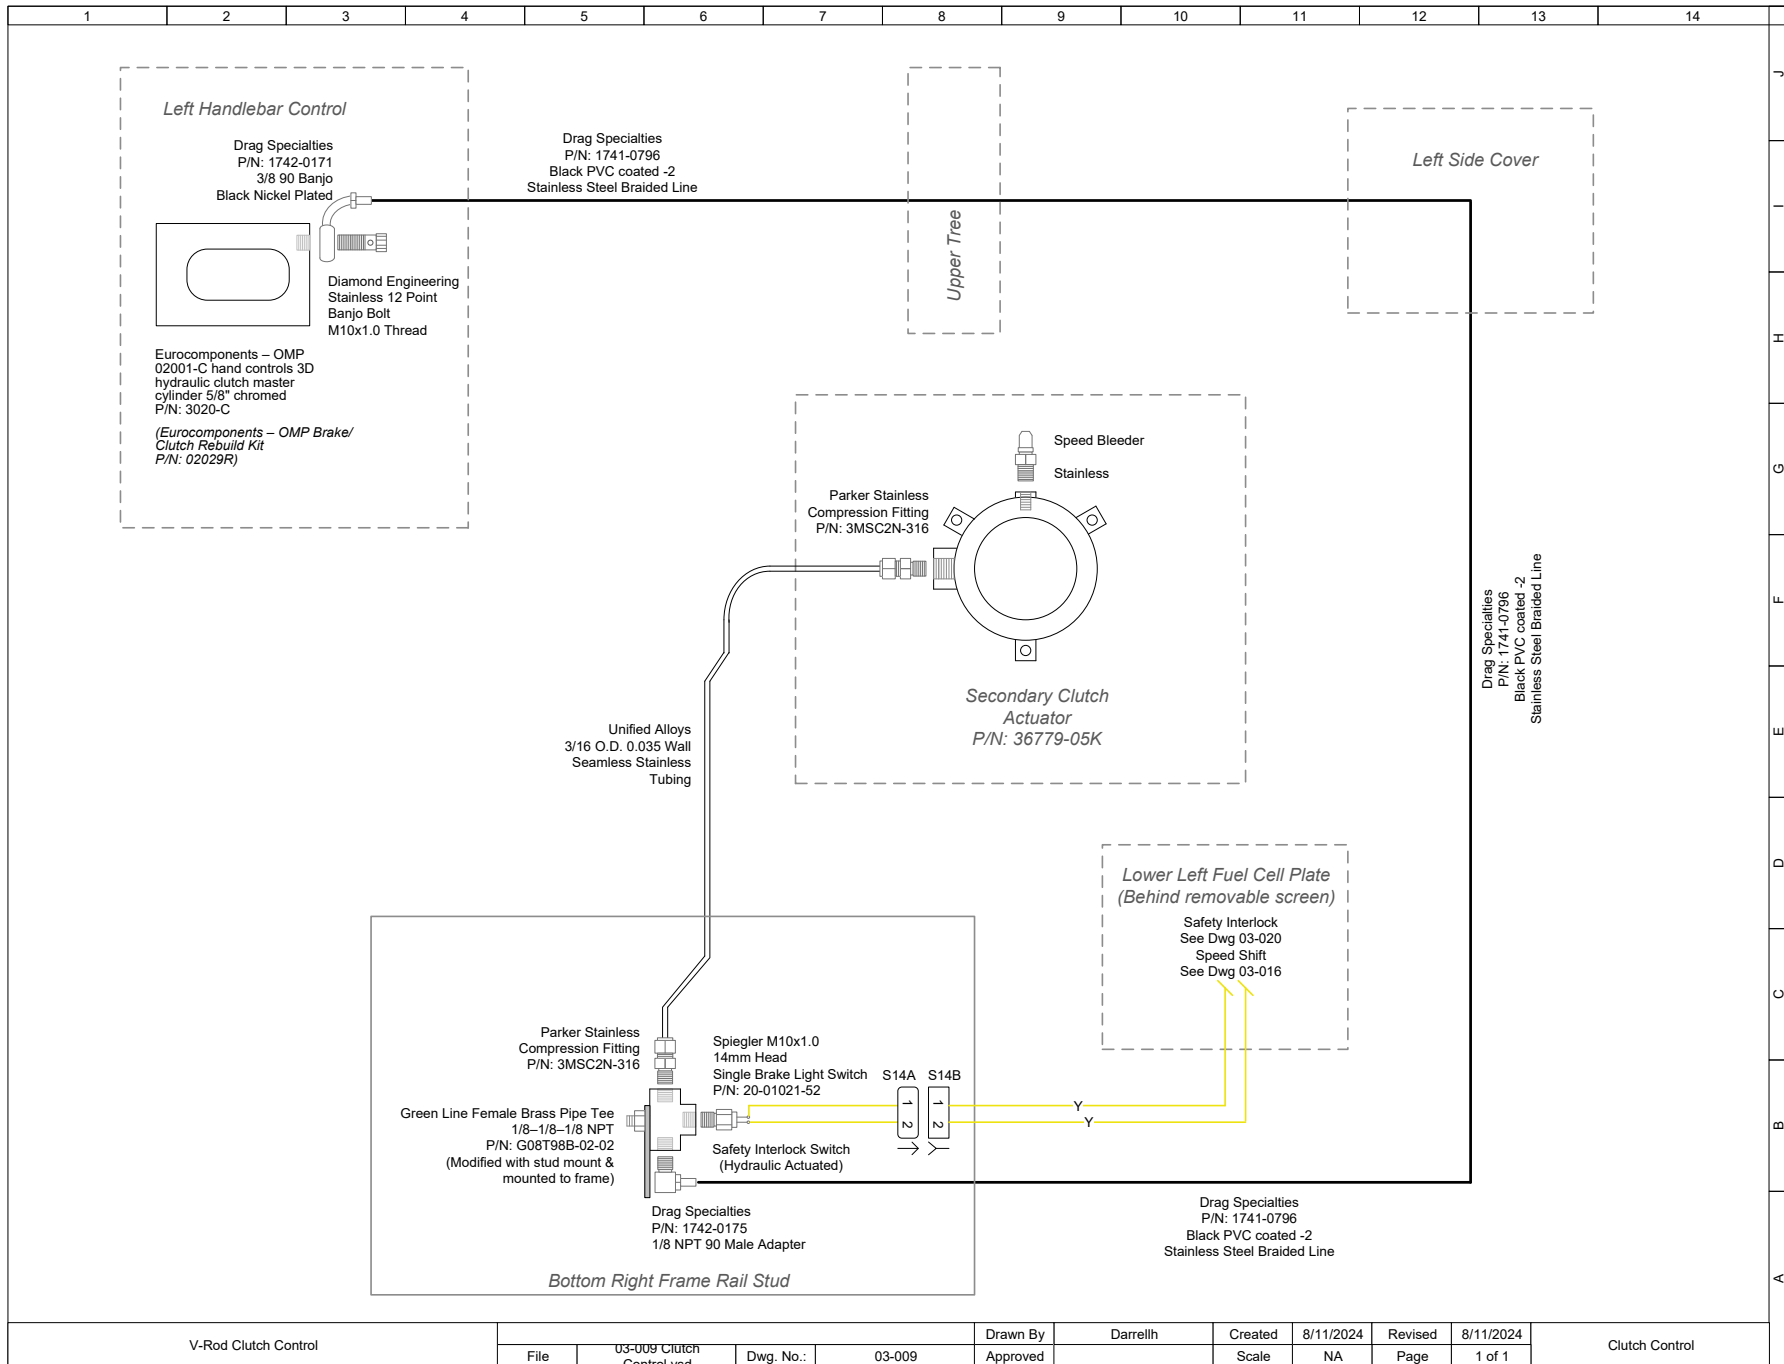 1 2 3 4 5 6 7 8 9 10 11 12 13 14
J
I
H
G
F
E
D
C
B
A
Left Handlebar Control
Drag Specialties
P/N: 1742-0171
3/8 90 Banjo
Black Nickel Plated
Diamond Engineering
Stainless 12 Point
Banjo Bolt
M10x1.0 Thread
Eurocomponents – OMP
02001-C hand controls 3D
hydraulic clutch master
cylinder 5/8" chromed
P/N: 3020-C
(Eurocomponents – OMP Brake/
Clutch Rebuild Kit
P/N: 02029R)
Drag Specialties
P/N: 1741-0796
Black PVC coated -2
Stainless Steel Braided Line
Upper Tree
Left Side Cover
Speed Bleeder
Stainless
Parker Stainless
Compression Fitting
P/N: 3MSC2N-316
Secondary Clutch
Actuator
P/N: 36779-05K
Drag Specialties
P/N: 1741-0796
Black PVC coated -2
Stainless Steel Braided Line
Unified Alloys
3/16 O.D. 0.035 Wall
Seamless Stainless
Tubing
Lower Left Fuel Cell Plate
(Behind removable screen)
Safety Interlock
See Dwg 03-020
Speed Shift
See Dwg 03-016
Parker Stainless
Compression Fitting
P/N: 3MSC2N-316
Spiegler M10x1.0
14mm Head
Single Brake Light Switch
P/N: 20-01021-52
S14A S14B
1 1
2 2
Y
Y
Green Line Female Brass Pipe Tee
1/8–1/8–1/8 NPT
P/N: G08T98B-02-02
(Modified with stud mount &
mounted to frame)
Safety Interlock Switch
(Hydraulic Actuated)
Drag Specialties
P/N: 1742-0175
1/8 NPT 90 Male Adapter
Drag Specialties
P/N: 1741-0796
Black PVC coated -2
Stainless Steel Braided Line
Bottom Right Frame Rail Stud
V-Rod Clutch Control
File
03-009 Clutch
Control.vsd
Dwg. No.: 03-009
Drawn By Darrellh Created 8/11/2024 Revised 8/11/2024
Approved Scale NA Page 1 of 1
Clutch Control